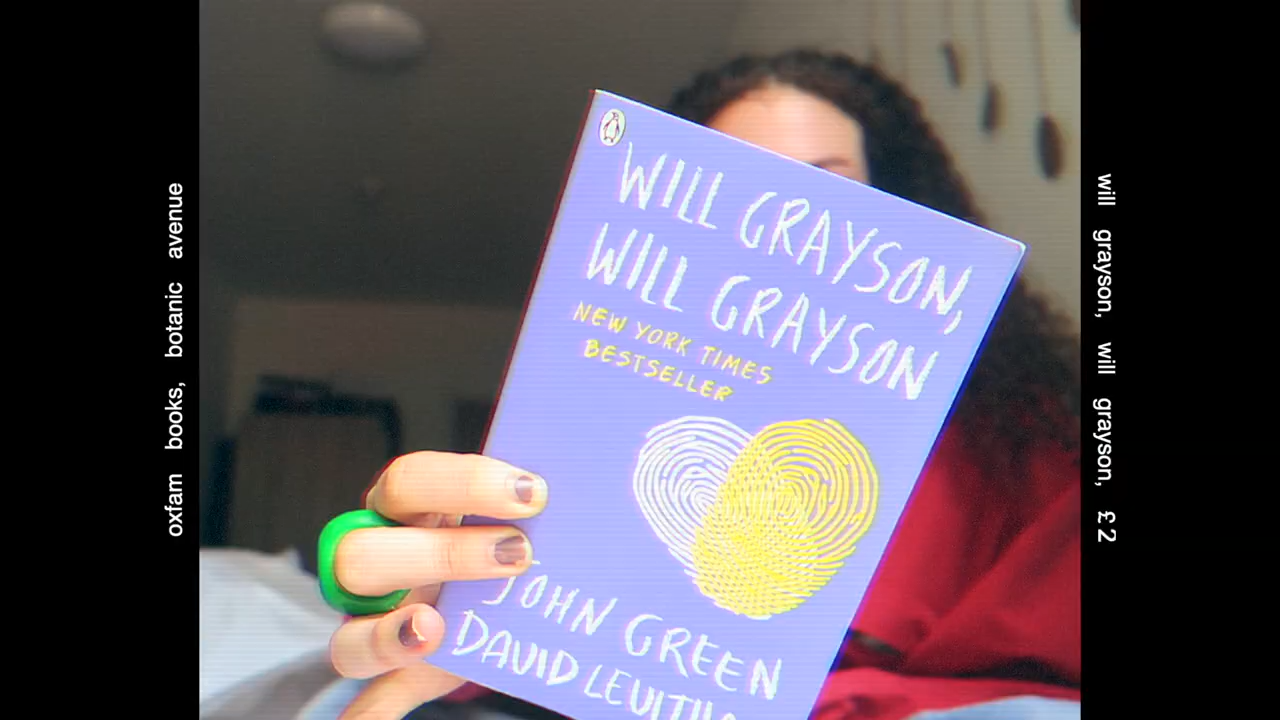 oxfam books, botanic avenue
WILL GRAYSON,
WILL GRAYSON
NEW YORK TIMES
BESTSELLER
JOHN GREEN
DAVID
will grayson, will grayson, £2